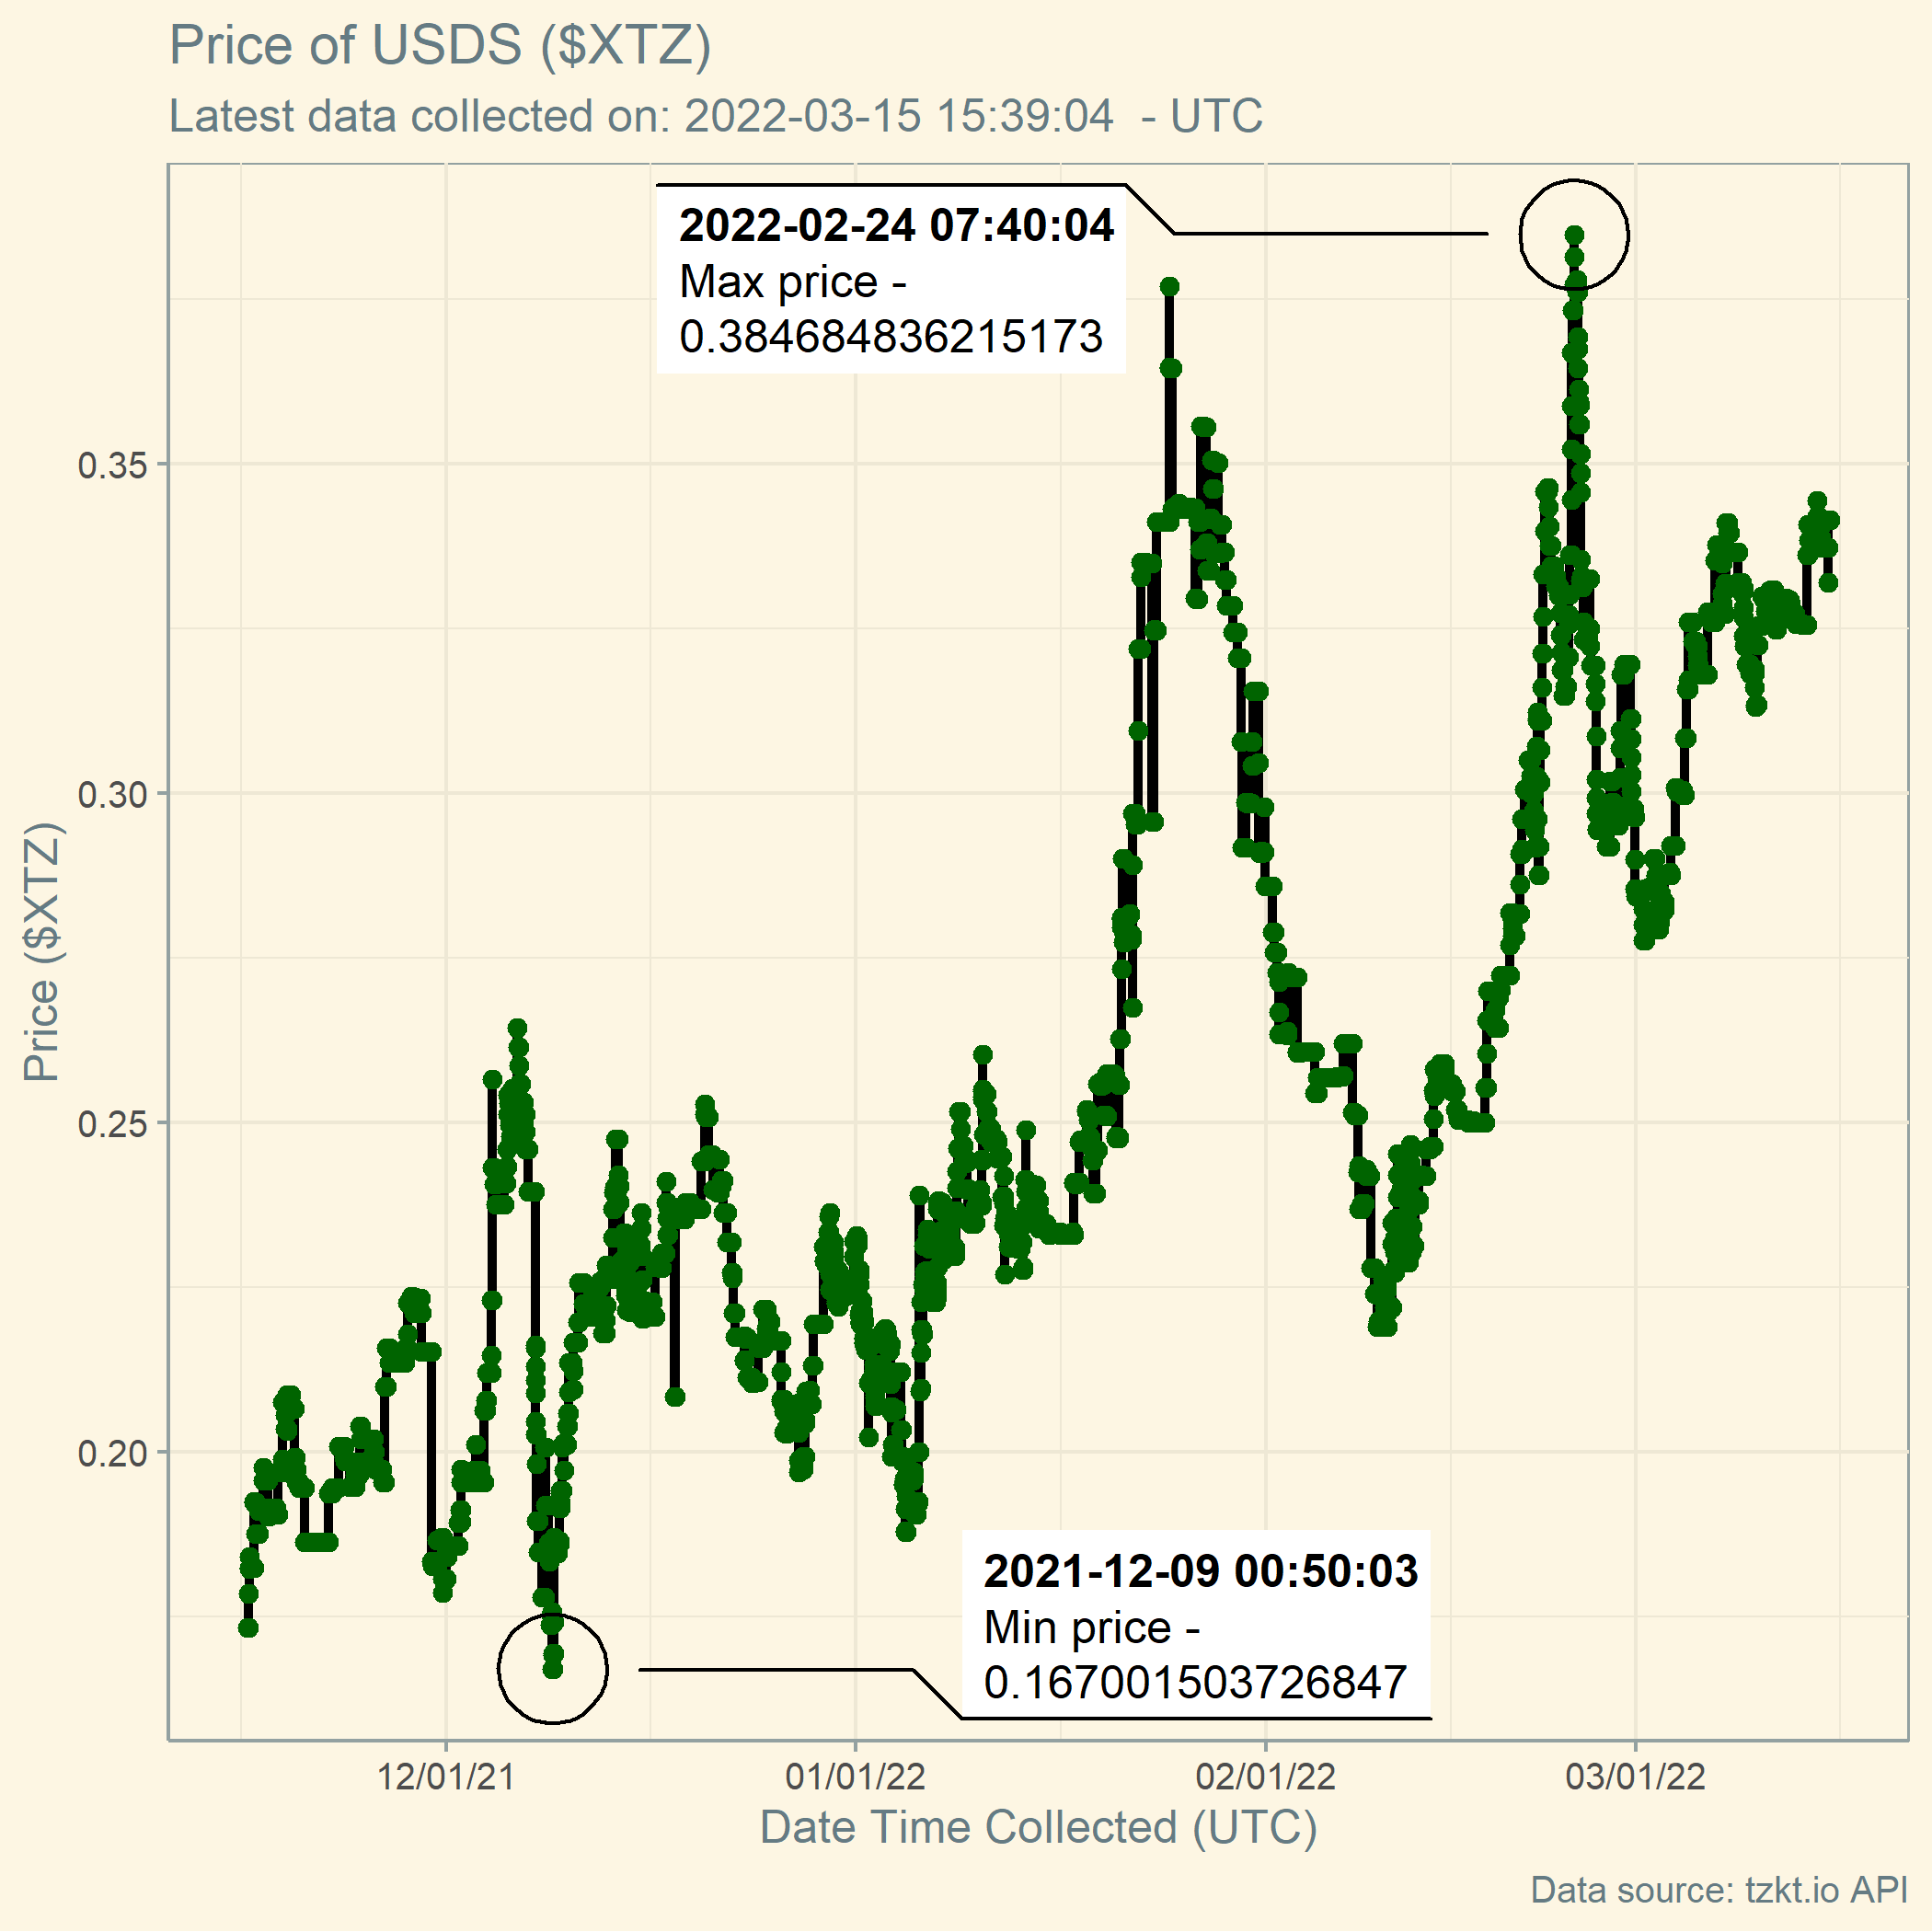 Price of USDS ($XTZ)
Latest data collected on: 2022-03-15 15:39:04  - UTC
2022-02-24 07:40:04
Max price -
0.384684836215173
0.35
0.30
0.25
0.20
Price ($XTZ)
2021-12-09 00:50:03
Min price -
0.167001503726847
12/01/21
01/01/22
02/01/22
03/01/22
Date Time Collected (UTC)
Data source: tzkt.io API